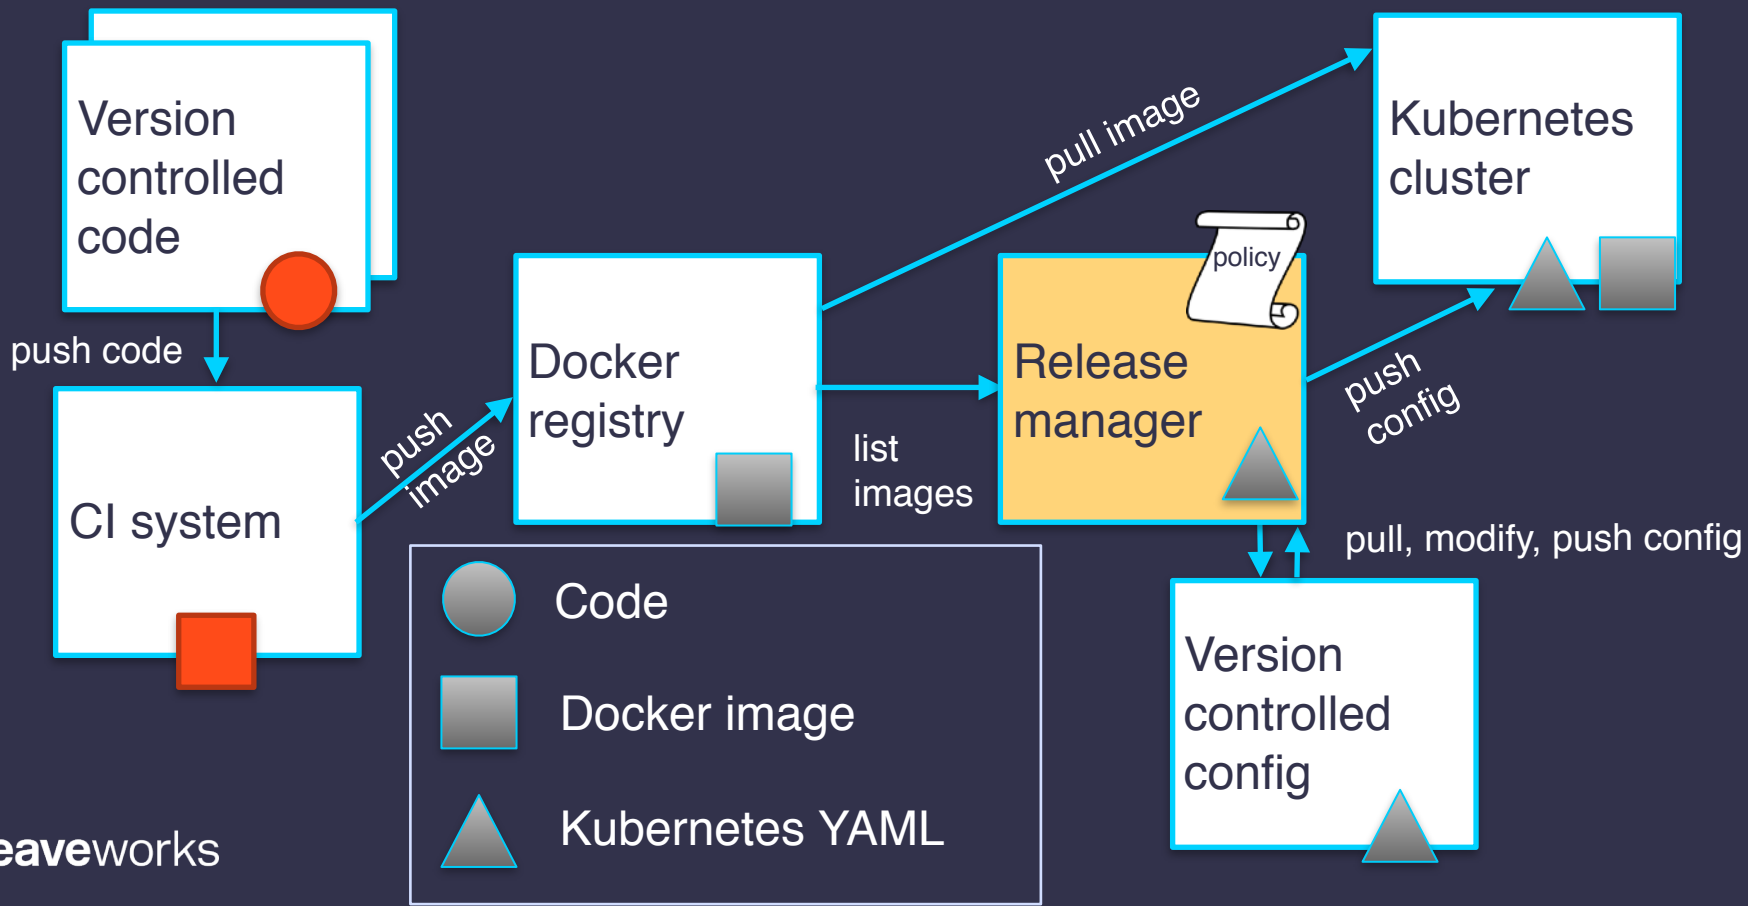 Version
controlled
code
push code
CI system
push
image
Docker
registry
list
images
pull image
policy
Release
manager
push
config
Kubernetes
cluster
pull, modify, push config
Version
controlled
config
Code
Docker image
Kubernetes YAML
eaveworks